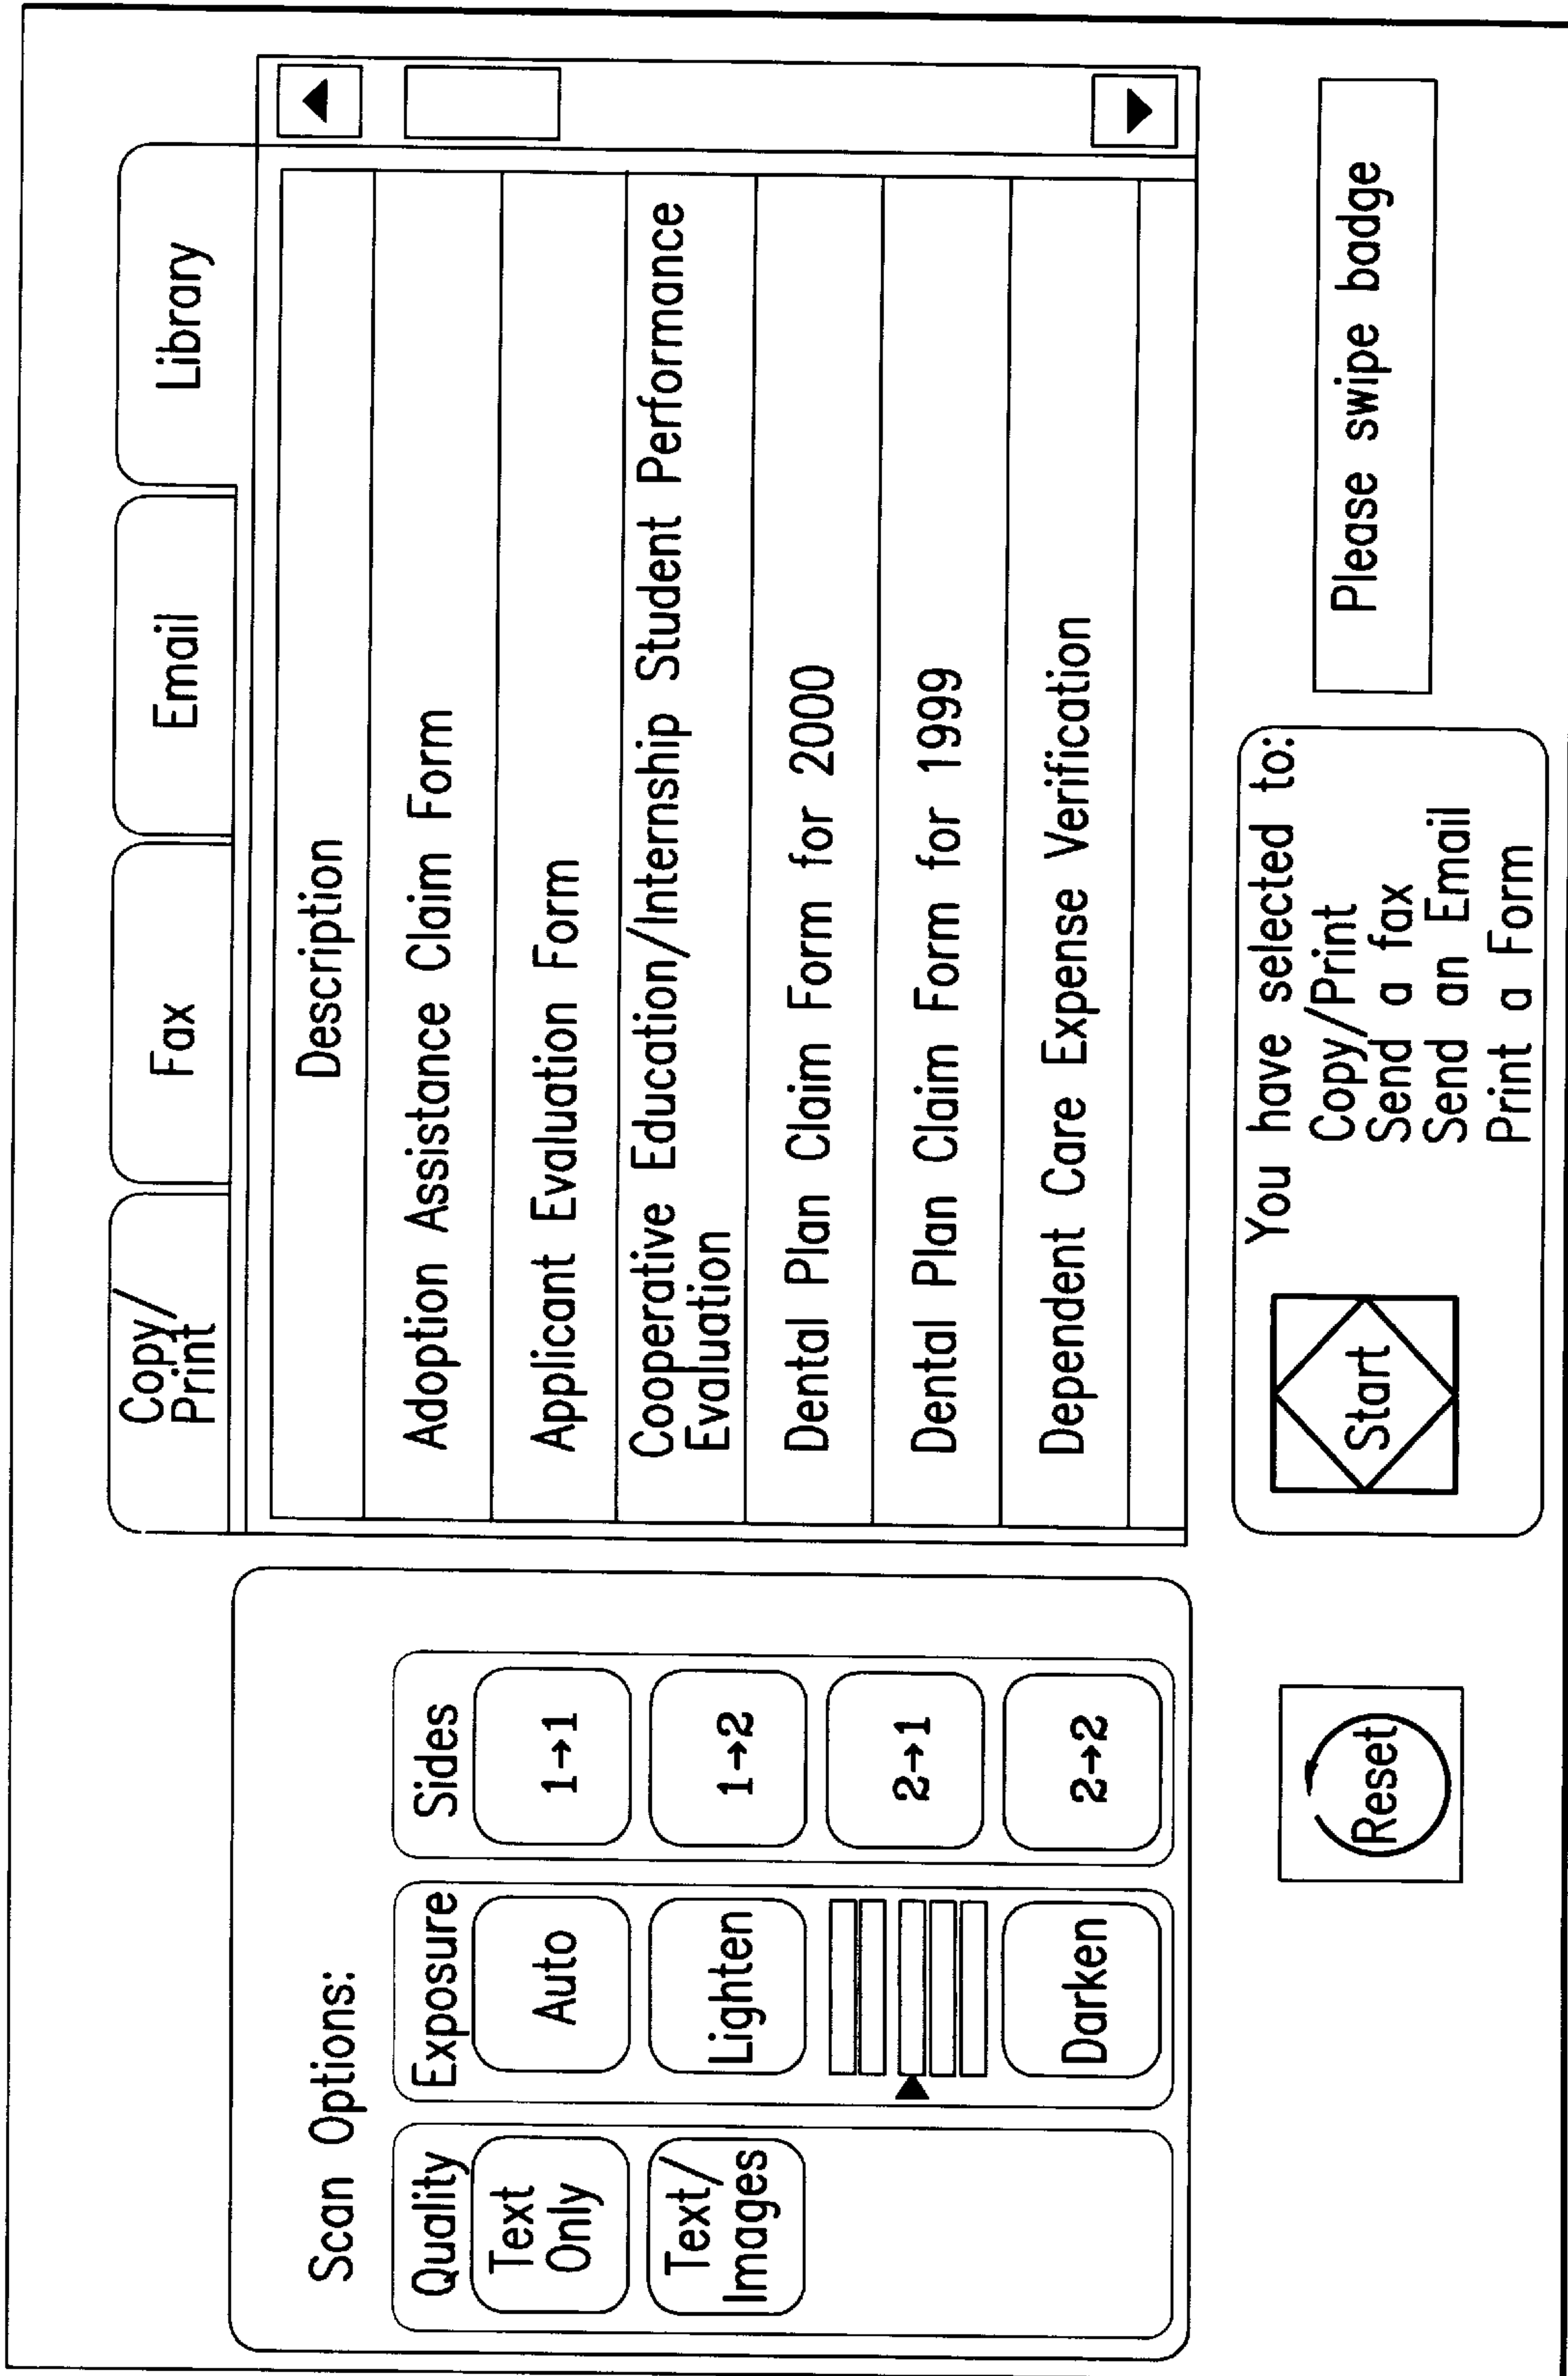 Scan Options:
Quality
Text
Only
Text/
Images
Exposure
Auto
Lighten
Darken
Sides
1→1
1→2
2→1
2→2
Reset
Copy/
Print
Fax
Email
Library
Description
Adoption Assistance Claim Form
Applicant Evaluation Form
Cooperative Education/Internship Student Performance
Evaluation
Dental Plan Claim Form for 2000
Dental Plan Claim Form for 1999
Dependent Care Expense Verification
Start
You have selected to:
Copy/Print
Send a fax
Send an Email
Print a Form
Please swipe badge